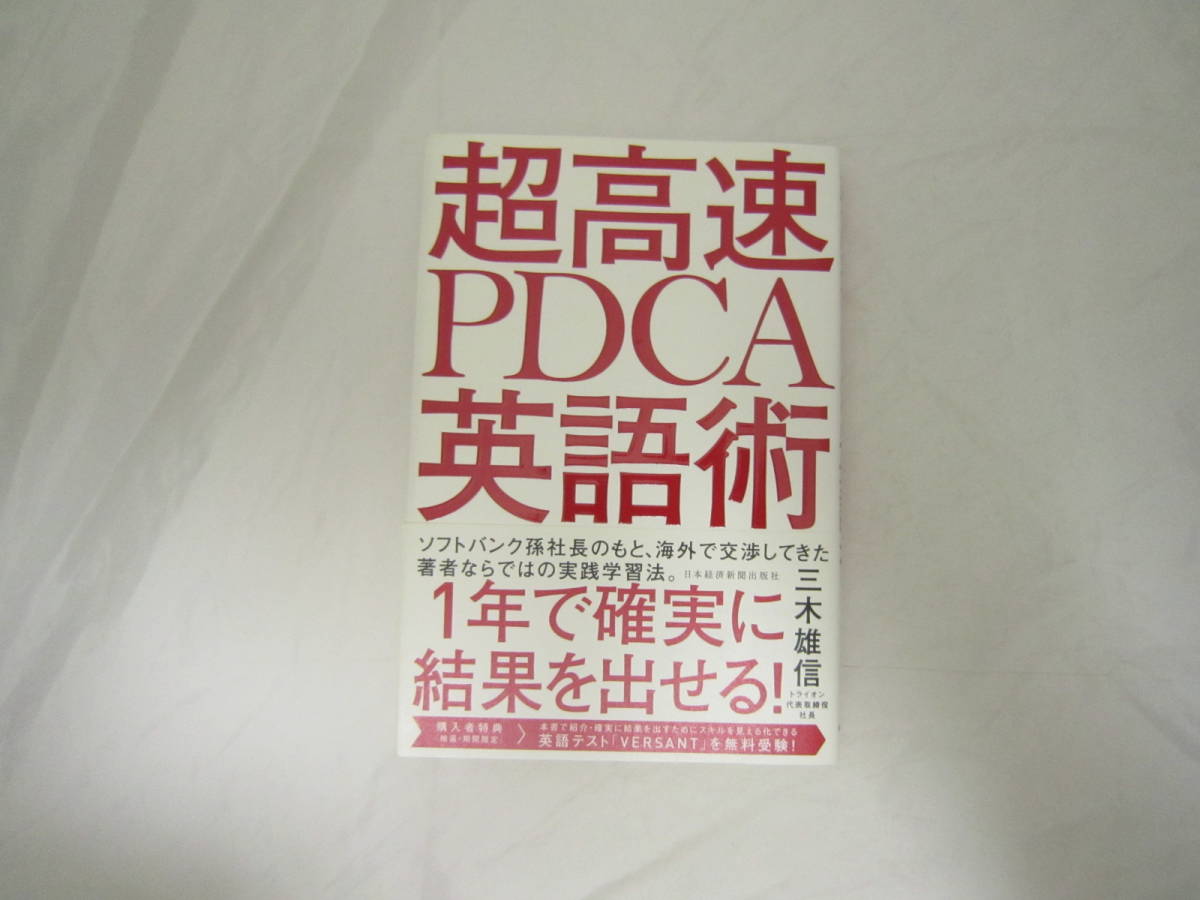 超高速
PDCA
英語術
ソフトバンク孫社長のもと、海外で交渉してきた
著者ならではの実践学習法。
日本経済新聞出版社
三木雄信
トライオン
代表取締役
社長
1年で確実に
結果を出せる!
購入者特典
本書で紹介・確実に結果を出すためにスキルを見える化できる
英語テスト「VERSANT」を無料受験!